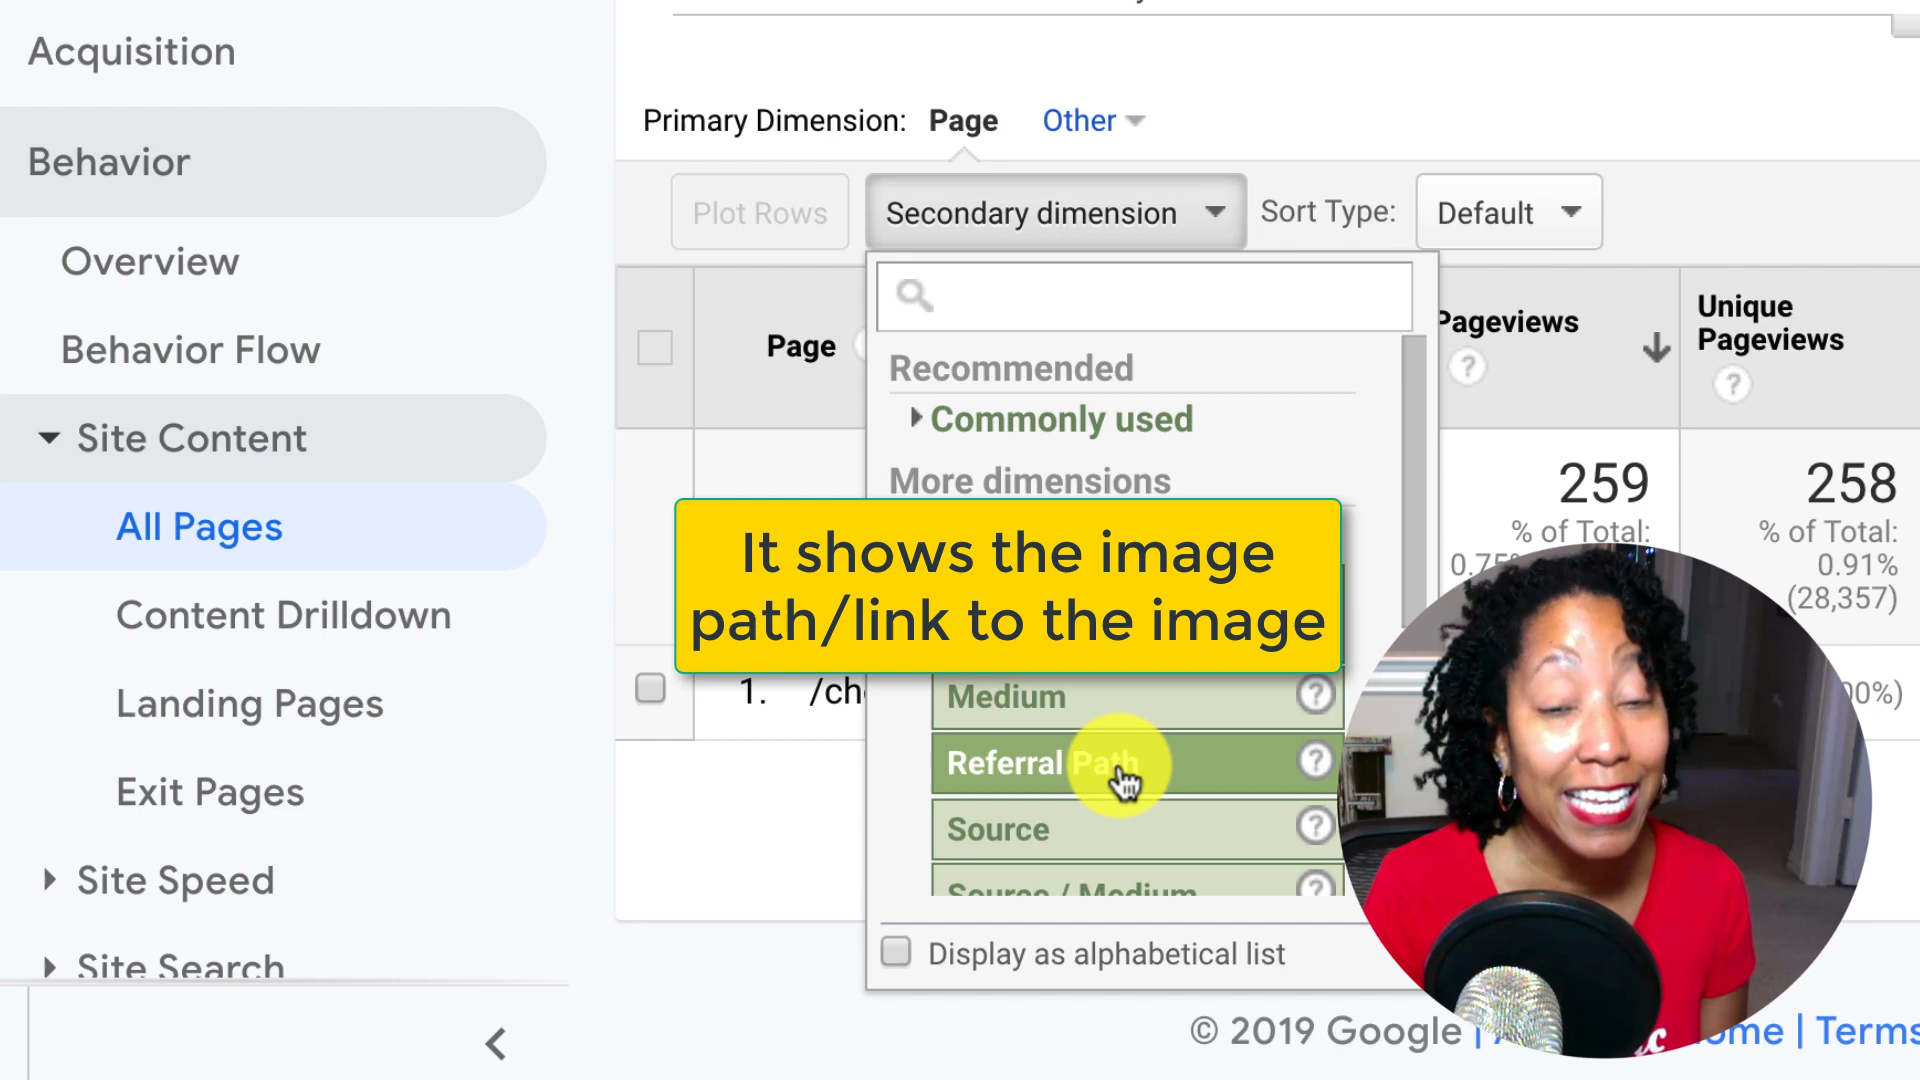 Acquisition
Behavior
Overview
Behavior Flow
Site Content
All Pages
Content Drilldown
Landing Pages
Exit Pages
Site Speed
Site Search
Primary Dimension: Page Other
Plot Rows Secondary dimension Sort Type: Default
Page
Pageviews
?
Unique
Pageviews
?
Recommended
Commonly used
More dimensions
It shows the image
path/link to the image
Medium ?
Referral Path ?
Source ?
Source / Medium ?
Display as alphabetical list
259
% of Total:
258
% of Total:
0.91%
(28,357)
1.
© 2019 Google |
| Terms